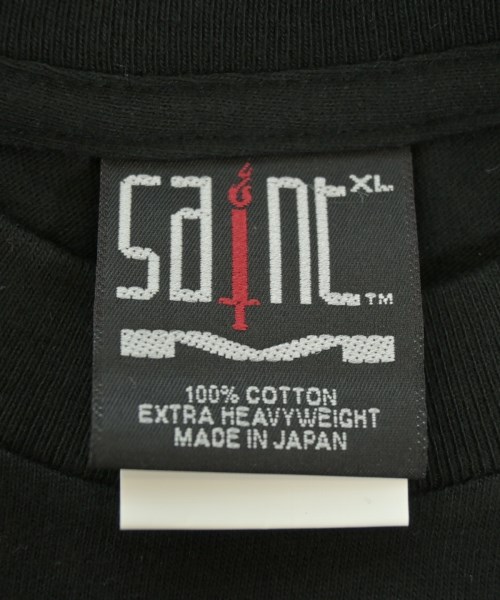 Saint XL
™
100% COTTON
EXTRA HEAVYWEIGHT
MADE IN JAPAN